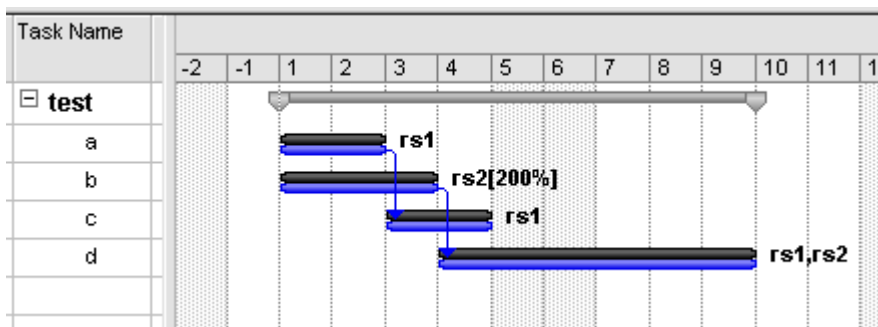 Task Name
-2 -1 1 2 3 4 5 6 7 8 9 10 11 1
test
a rs1
b rs2[200%]
c rs1
d rs1,rs2